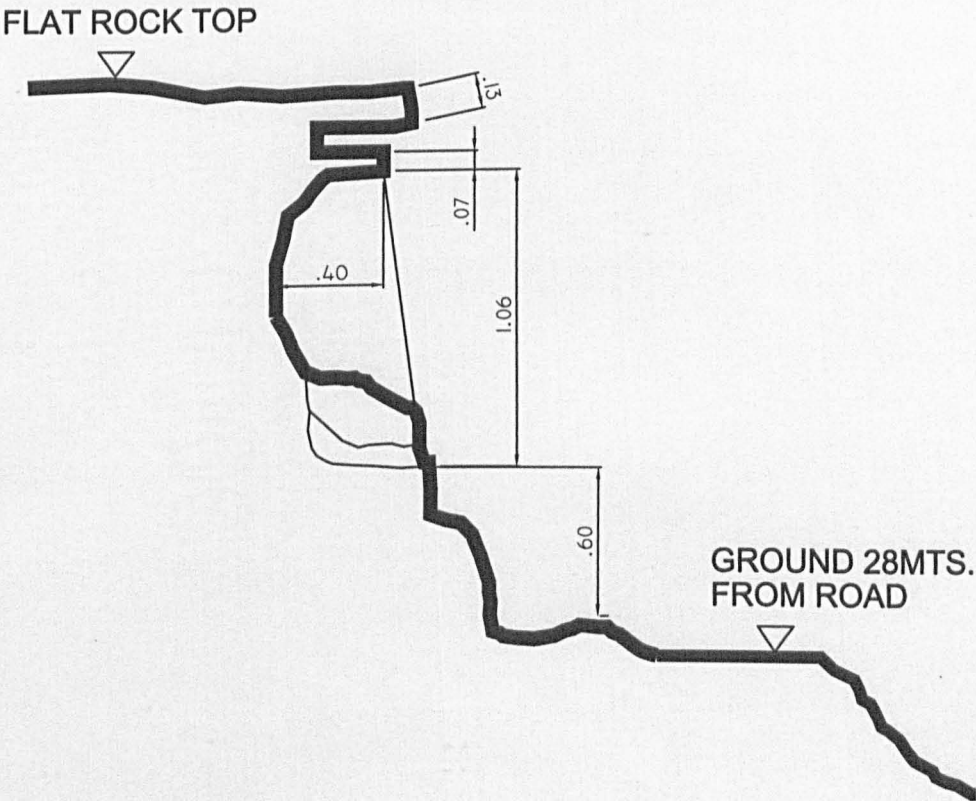 FLAT ROCK TOP
.13
.07
.40
1.06
.60
GROUND 28MTS.
FROM ROAD